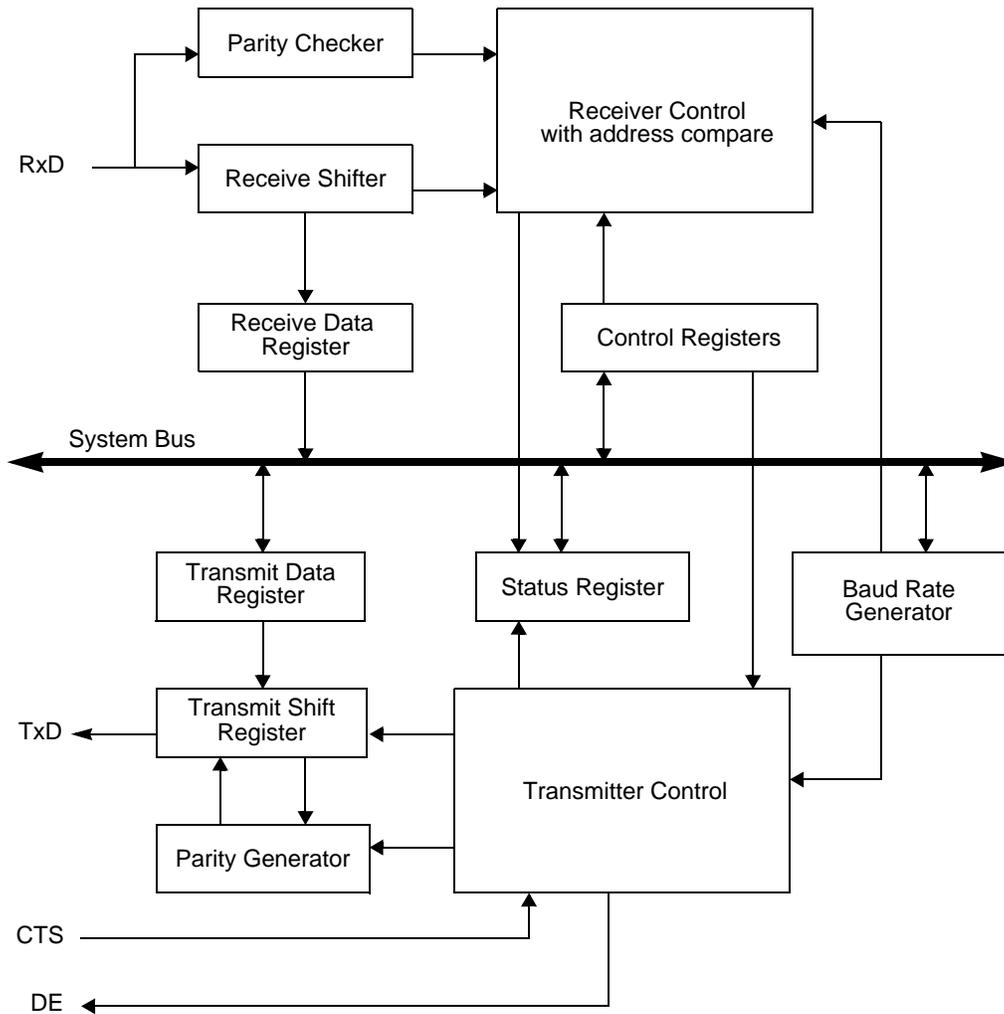 Parity Checker
Receiver Control
with address compare
RxD
Receive Shifter
Receive Data
Register
Control Registers
System Bus
Transmit Data
Register
Status Register
Baud Rate
Generator
TxD
Transmit Shift
Register
Transmitter Control
Parity Generator
CTS
DE